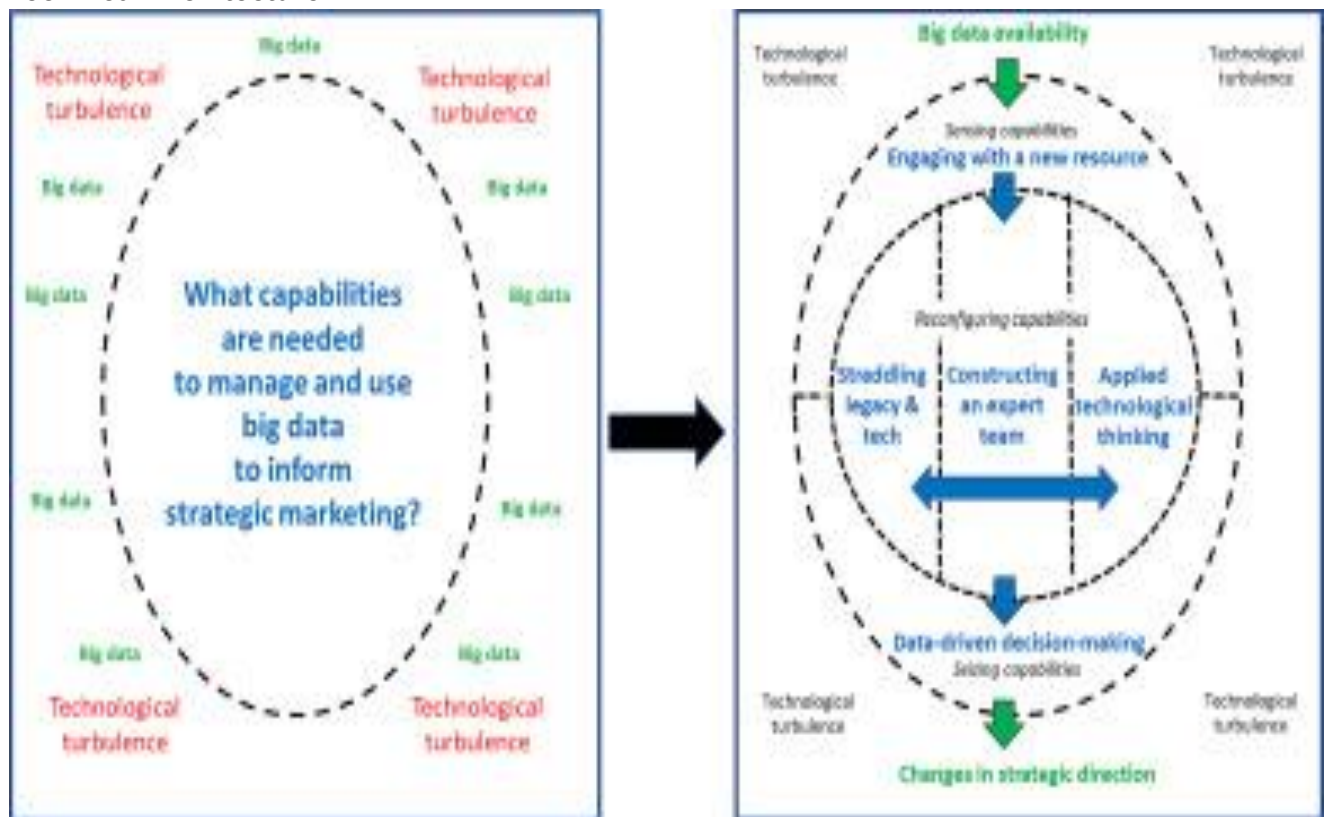 Big data
Technological
turbulence
Technological
turbulence
Big data
Big data
Big data
Big data
What capabilities
are needed
to manage and use
big data
to inform
strategic marketing?
Big data
Big data
Big data
Big data
Technological
turbulence
Technological
turbulence
Big data availability
Technological
turbulence
Technological
turbulence
Sensing capabilities
Engaging with a new resource
Reconfiguring capabilities
Straddling
legacy &
tech
Constructing
an expert
team
Applied
technological
thinking
Data-driven decision-making
Seizing capabilities
Technological
turbulence
Technological
turbulence
Changes in strategic direction